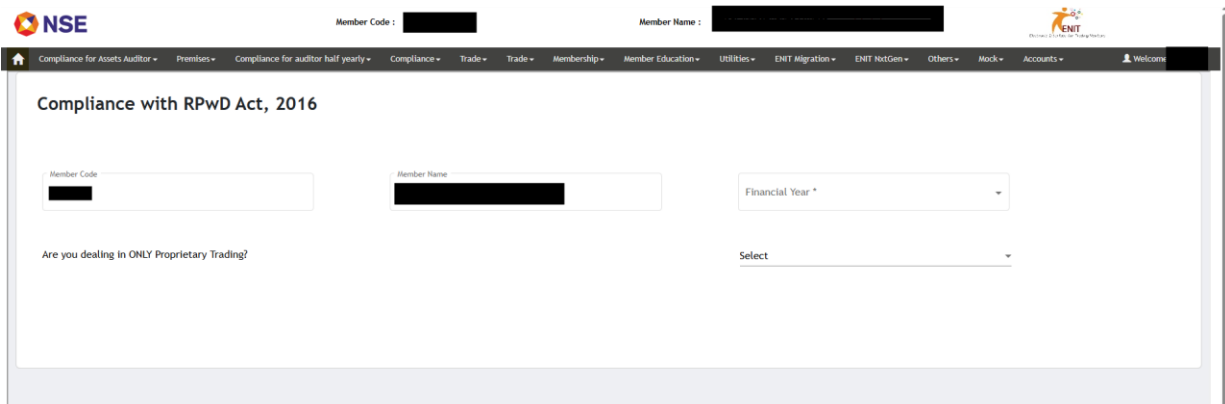 NSE
Member Code :
Member Name :
ENIT
Compliance for Assets Auditor Premises Compliance for auditor half yearly Compliance Trade Trade Membership Member Education Utilities ENIT Migration ENIT NxtGen Others Mock Accounts Welcome
Compliance with RPwD Act, 2016
Member Code Member Name
Financial Year *
Are you dealing in ONLY Proprietary Trading? Select